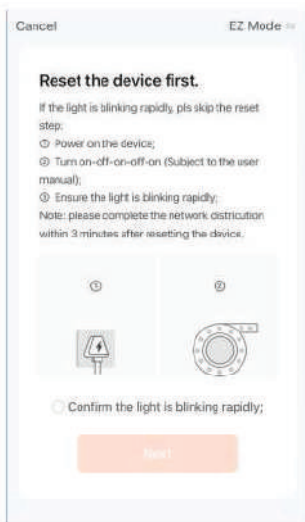 Cancel EZ Mode
Reset the device first.
If the light is blinking rapidly, pls skip the reset
step:
① Power on the device;
② Turn on-off-on-off-on (Subject to the user
manual);
③ Ensure the light is blinking rapidly;
Note: please complete the network districution
within 3 minutes after resetting the device.
① ②
Confirm the light is blinking rapidly;
Next